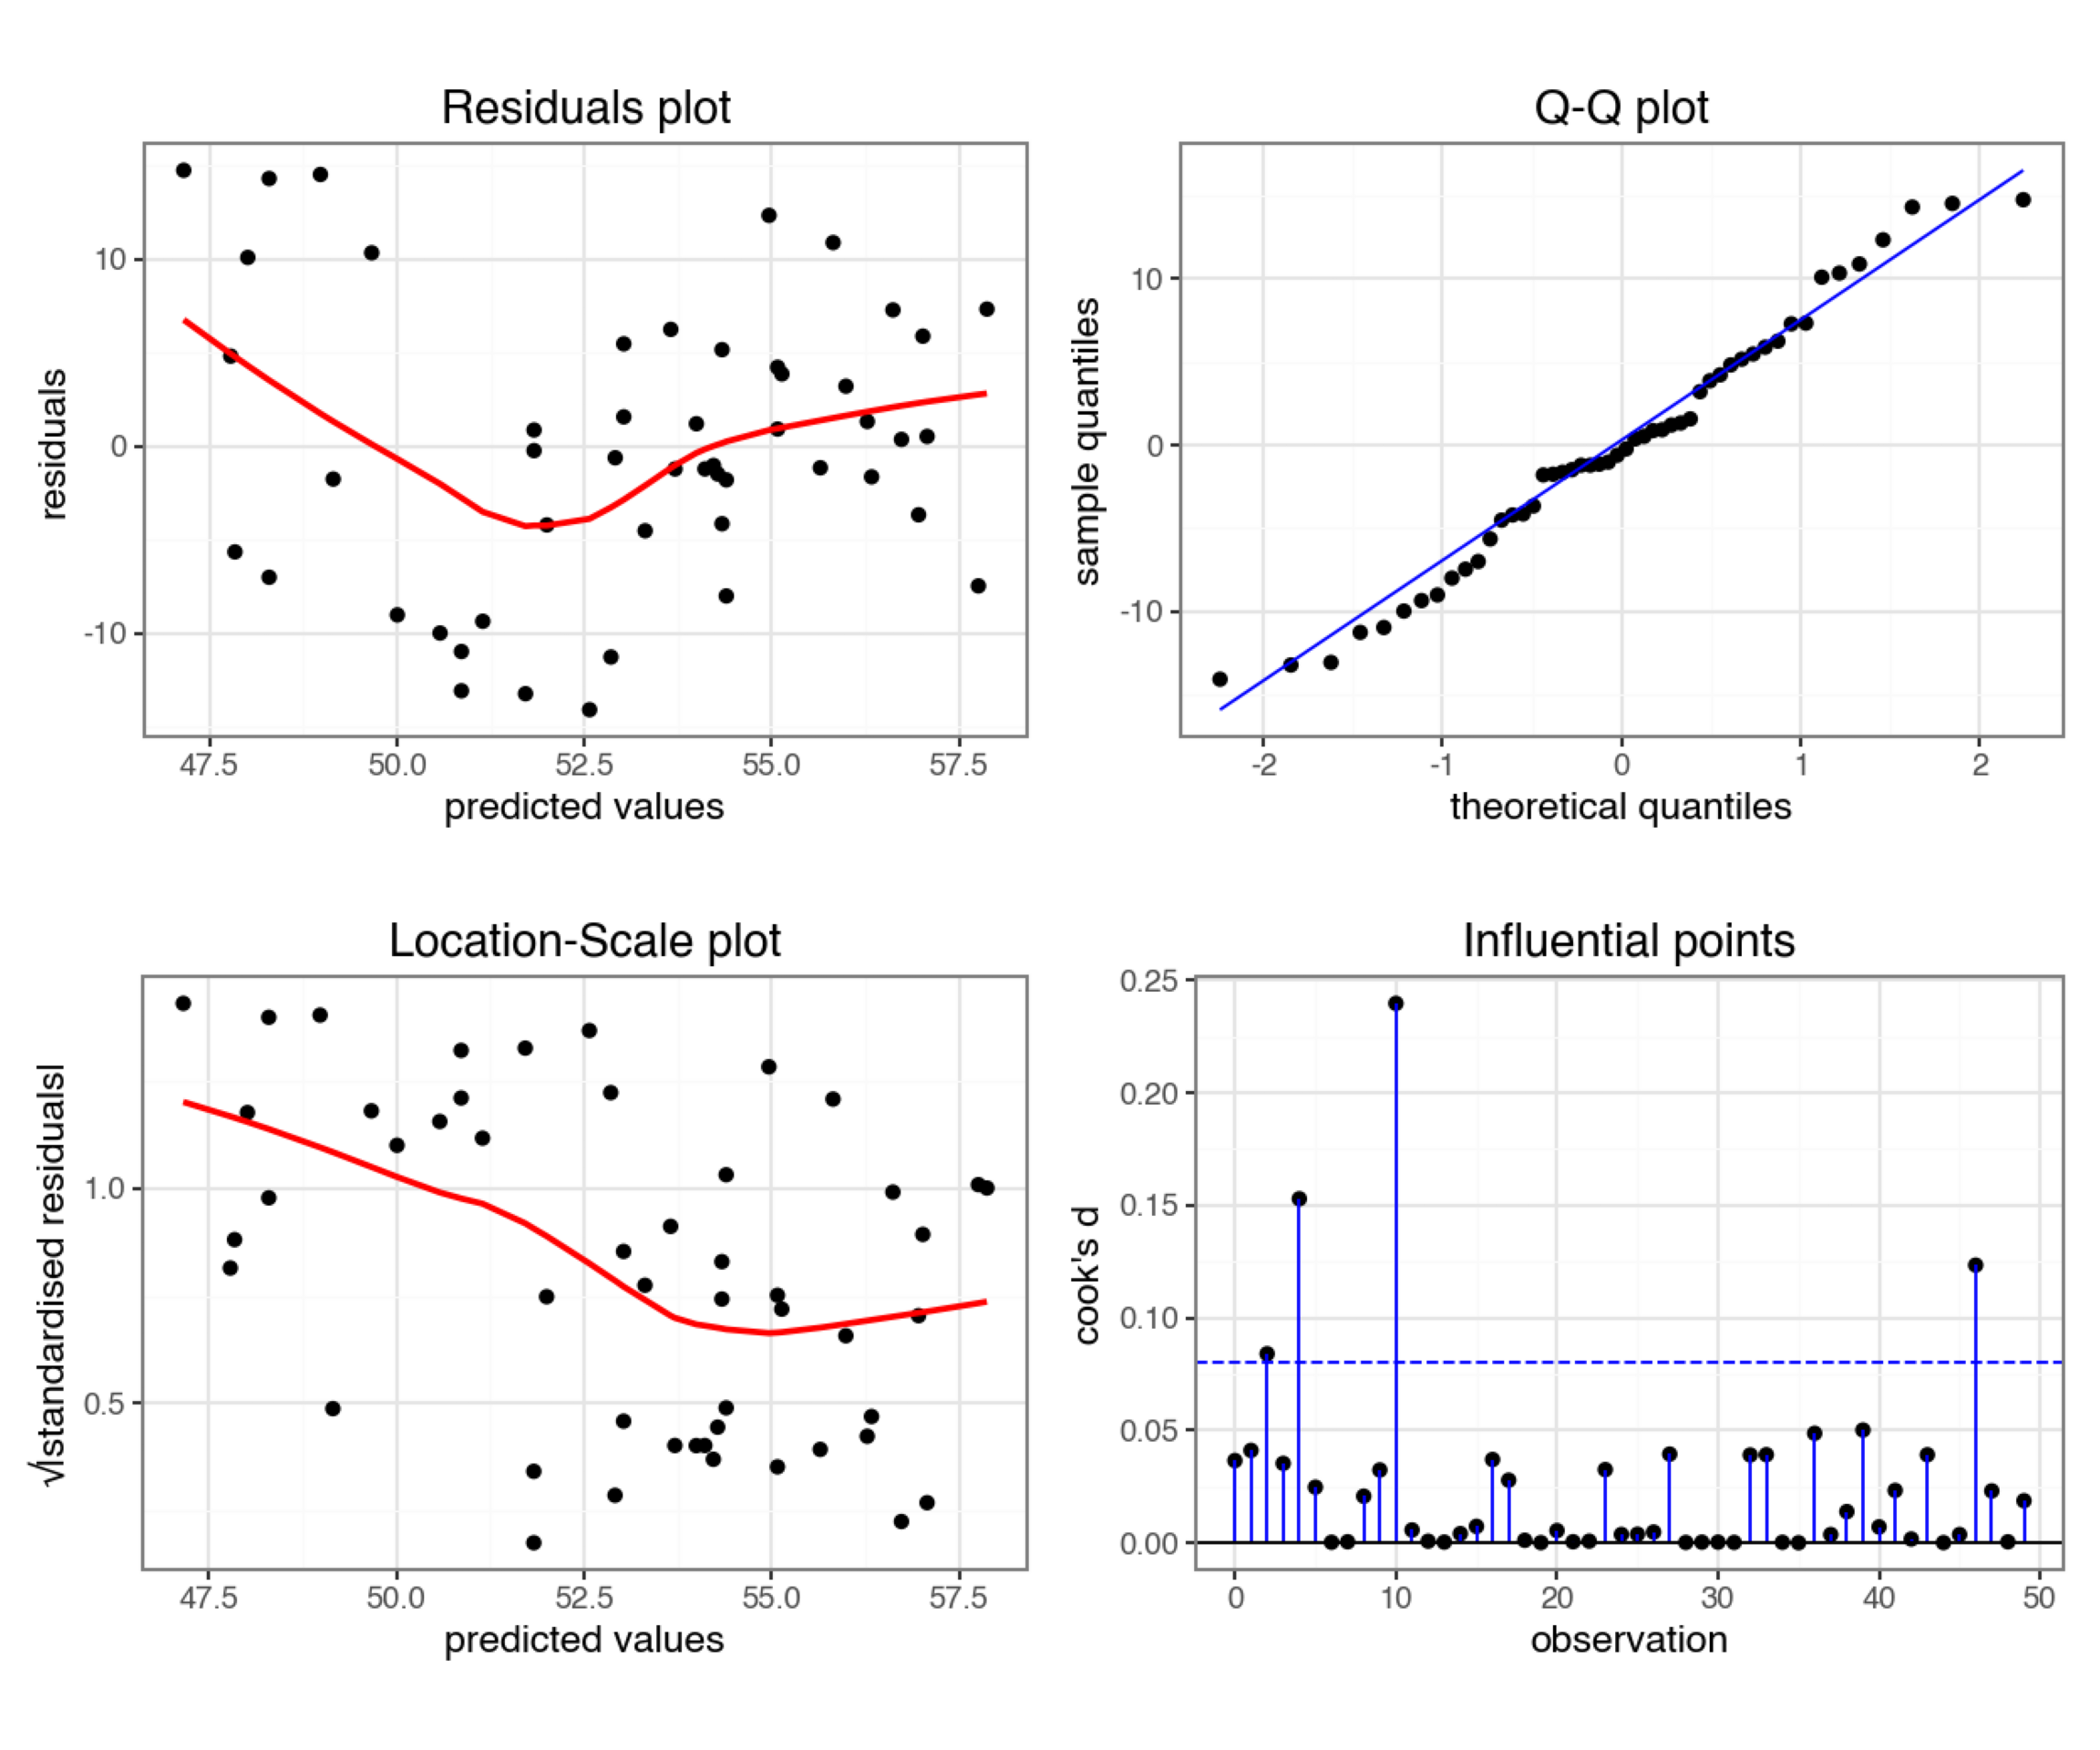 Residuals plot
10
0
-10
residuals
47.5 50.0 52.5 55.0 57.5
predicted values
Q-Q plot
10
0
-10
sample quantiles
-2 -1 0 1 2
theoretical quantiles
Location-Scale plot
1.0
0.5
√|standardised residuals|
47.5 50.0 52.5 55.0 57.5
predicted values
Influential points
0.25
0.20
0.15
0.10
0.05
0.00
cook's d
0 10 20 30 40 50
observation